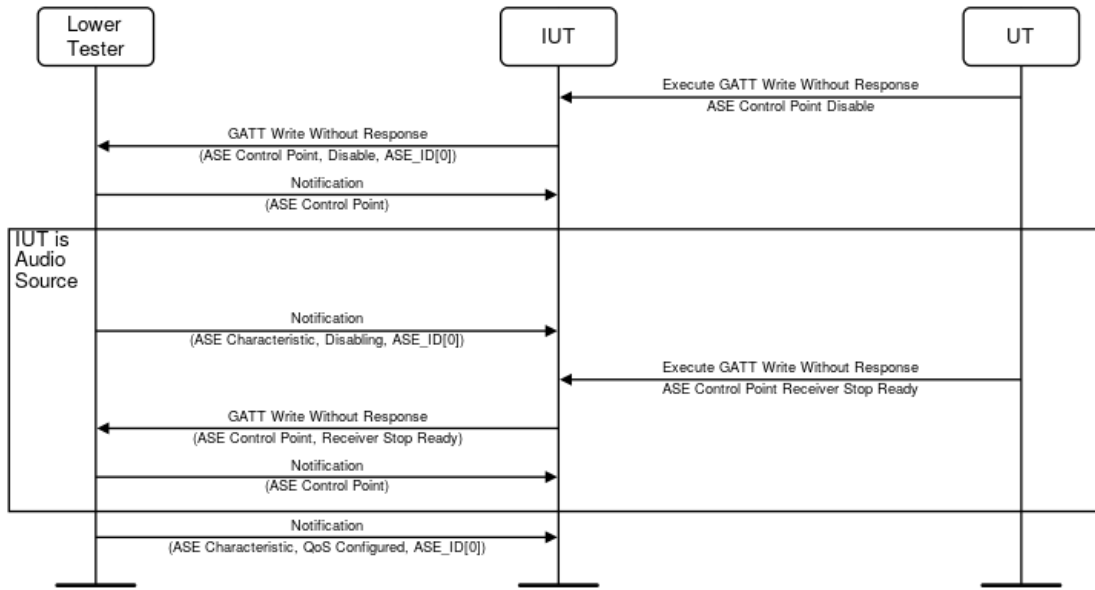 Lower
Tester
IUT
UT
Execute GATT Write Without Response
ASE Control Point Disable
GATT Write Without Response
(ASE Control Point, Disable, ASE_ID[0])
Notification
(ASE Control Point)
IUT is
Audio
Source
Notification
(ASE Characteristic, Disabling, ASE_ID[0])
Execute GATT Write Without Response
ASE Control Point Receiver Stop Ready
GATT Write Without Response
(ASE Control Point, Receiver Stop Ready)
Notification
(ASE Control Point)
Notification
(ASE Characteristic, QoS Configured, ASE_ID[0])